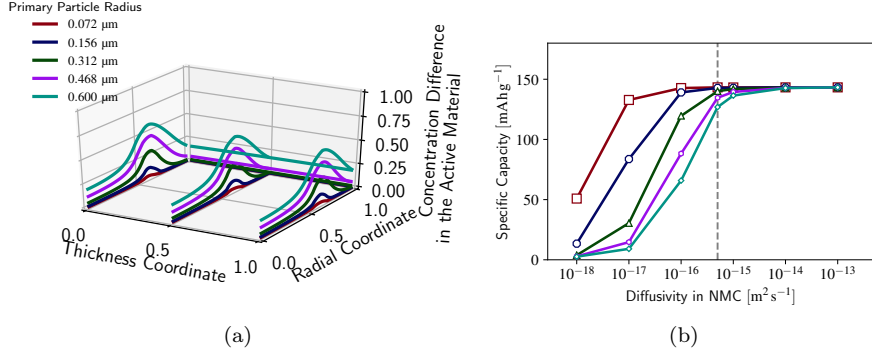 Primary Particle Radius
0.072 µm
0.156 µm
0.312 µm
0.468 µm
0.600 µm
0.0
0.5
1.0
Thickness Coordinate
0.0
0.5
1.0
Radial Coordinate
0.00
0.25
0.50
0.75
1.00
Concentration Difference
in the Active Material
(a)
150
100
50
0
Specific Capacity [mAh g⁻¹]
10⁻¹⁸
10⁻¹⁷
10⁻¹⁶
10⁻¹⁵
10⁻¹⁴
10⁻¹³
Diffusivity in NMC [m² s⁻¹]
(b)